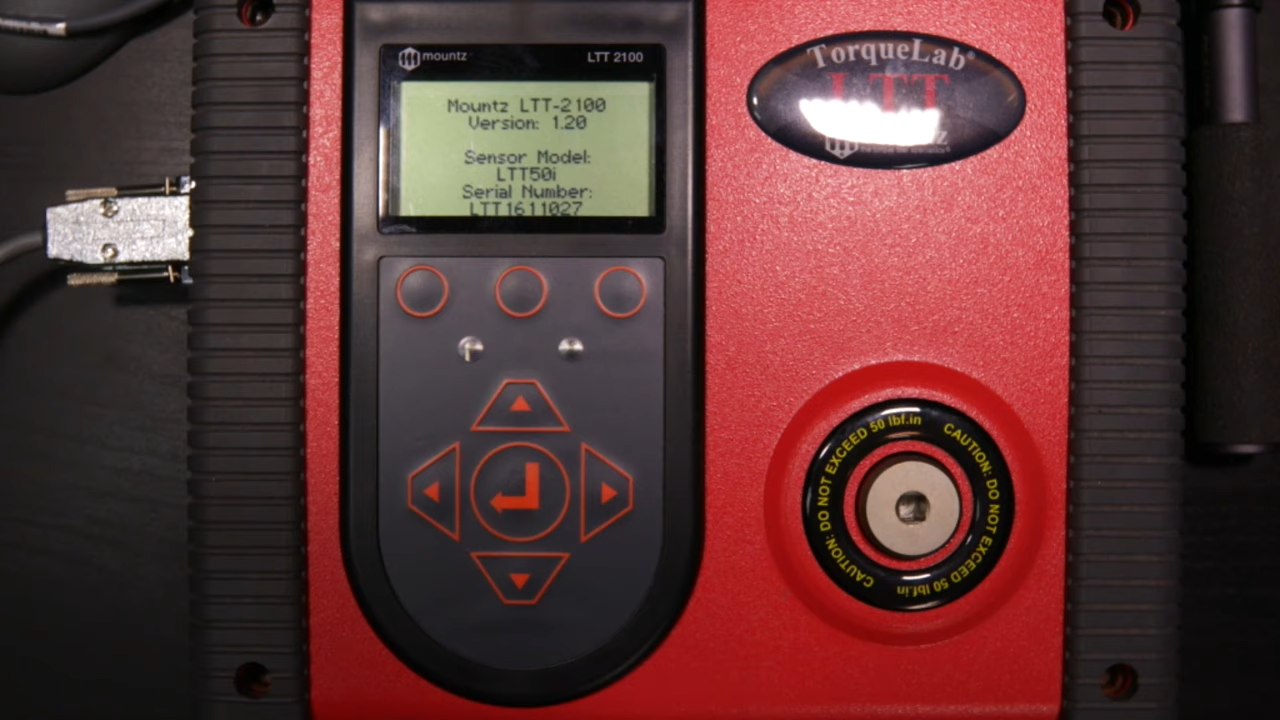 mountz
LTT 2100
Mountz LTT-2100
Version: 1.20
Sensor Model:
LTT50i
Serial Number:
LTT1611027
TorqueLab®
LTT
CAUTION: DO NOT EXCEED 50 lbf.in
CAUTION: DO NOT EXCEED 50 lbf.in